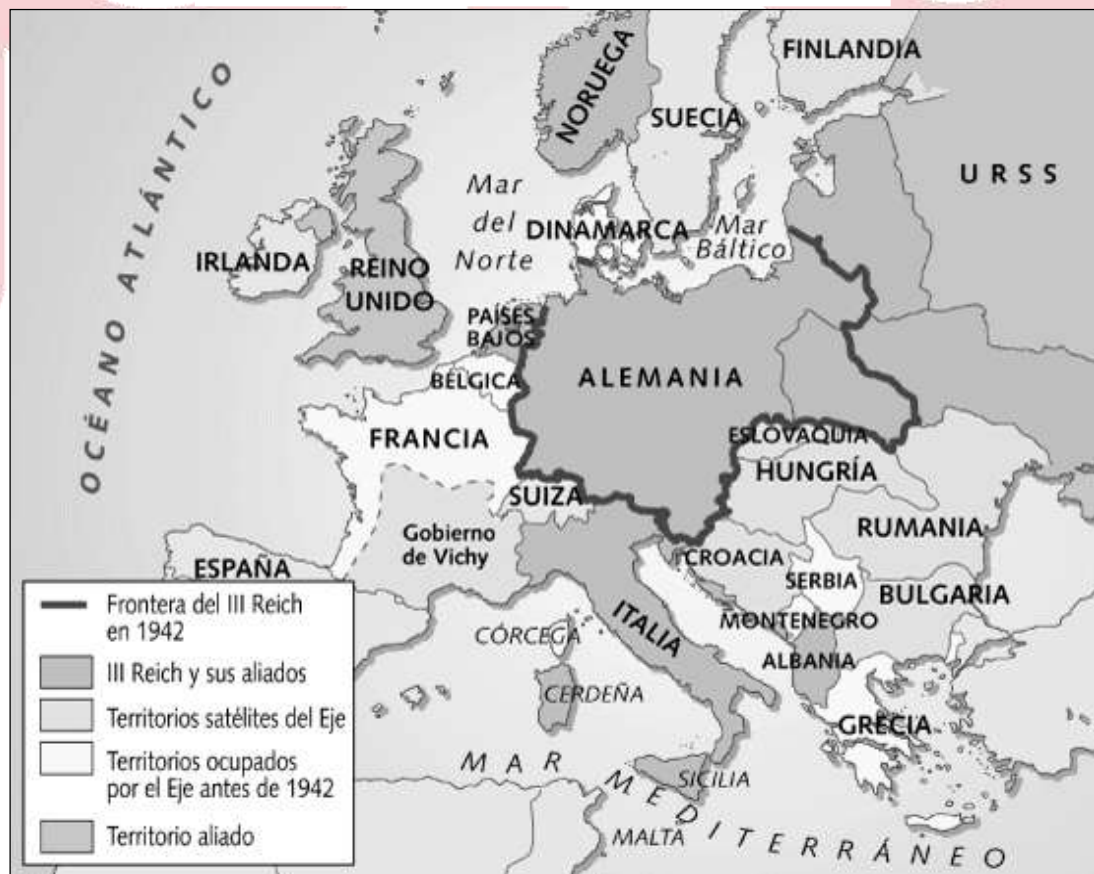 FINLANDIA
NORUEGA
SUECIA
URSS
OCÉANO ATLÁNTICO
Mar
del
Norte
DINAMARCA
Mar
Báltico
IRLANDA
REINO
UNIDO
PAÍSES
BAJOS
BÉLGICA
ALEMANIA
FRANCIA
ESLOVAQUIA
HUNGRÍA
SUIZA
Gobierno
de Vichy
RUMANIA
CROACIA
SERBIA
BULGARIA
ESPAÑA
ITALIA
MONTENEGRO
CÓRCEGA
ALBANIA
CERDEÑA
GRECIA
SICILIA
MALTA
MAR MEDITERRÁNEO
Frontera del III Reich
en 1942
III Reich y sus aliados
Territorios satélites del Eje
Territorios ocupados
por el Eje antes de 1942
Territorio aliado